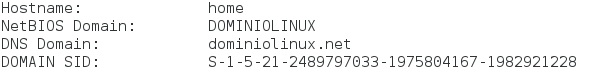 Hostname: home
NetBIOS Domain: DOMINIOLINUX
DNS Domain: dominiolinux.net
DOMAIN SID: S-1-5-21-2489797033-1975804167-1982921228